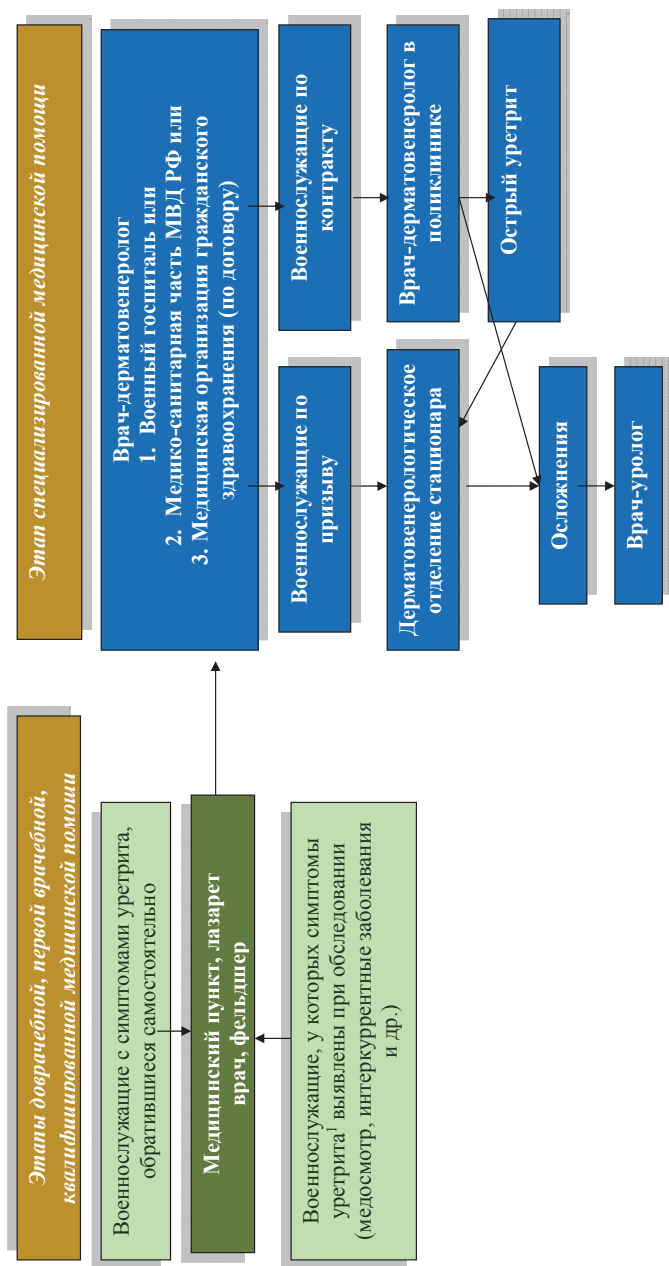 Этапы доврачебной, первой врачебной,
квалифицированной медицинской помощи
Военнослужащие с симптомами уретрита,
обратившиеся самостоятельно
Медицинский пункт, лазарет
врач, фельдшер
Военнослужащие, у которых симптомы
уретрита¹ выявлены при обследовании
(медосмотр, интеркуррентные заболевания
и др.)
Этап специализированной медицинской помощи
Врач-дерматовенеролог
1. Военный госпиталь или
2. Медико-санитарная часть МВД РФ или
3. Медицинская организация гражданского
здравоохранения (по договору)
Военнослужащие по
призыву
Военнослужащие по
контракту
Дерматовенерологическое
отделение стационара
Врач-дерматовенеролог в
поликлинике
Острый уретрит
Осложнения
Врач-уролог